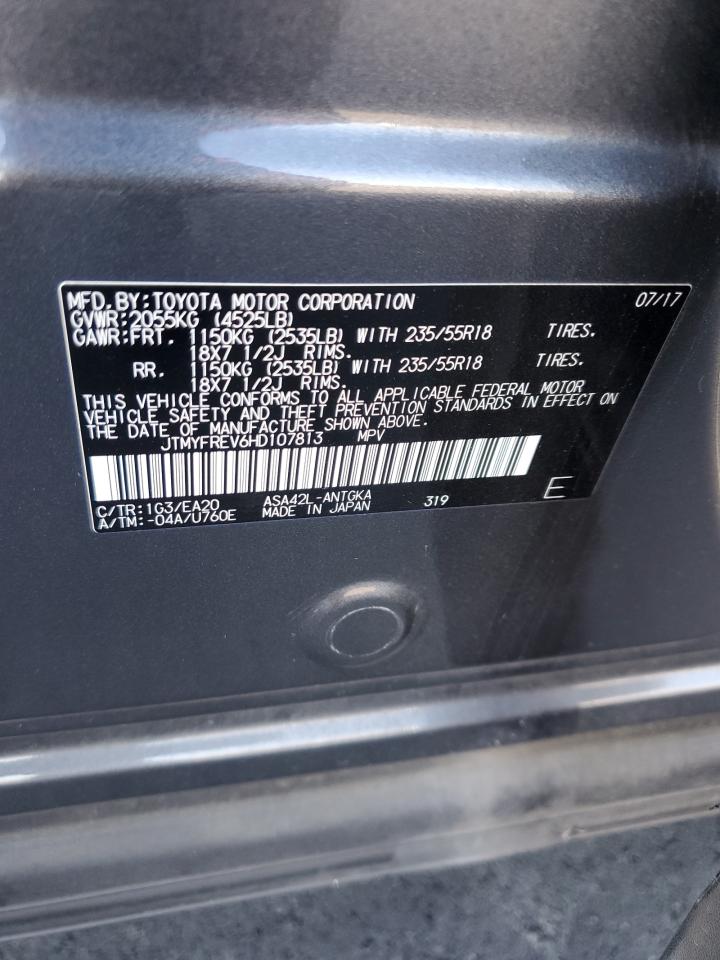 MFD. BY: TOYOTA MOTOR CORPORATION 07/17
GVWR: 2055KG (4525LB)
GAWR: FRT. 1150KG (2535LB) WITH 235/55R18 TIRES.
18X7 1/2J RIMS.
RR. 1150KG (2535LB) WITH 235/55R18 TIRES.
18X7 1/2J RIMS.
THIS VEHICLE CONFORMS TO ALL APPLICABLE FEDERAL MOTOR
VEHICLE SAFETY AND THEFT PREVENTION STANDARDS IN EFFECT ON
THE DATE OF MANUFACTURE SHOWN ABOVE.
JTMYFREV6HD107813 MPV
C/TR: 1G3/EA20 ASA42L-ANTGKA 319 E
A/TM: -04A/U760E MADE IN JAPAN